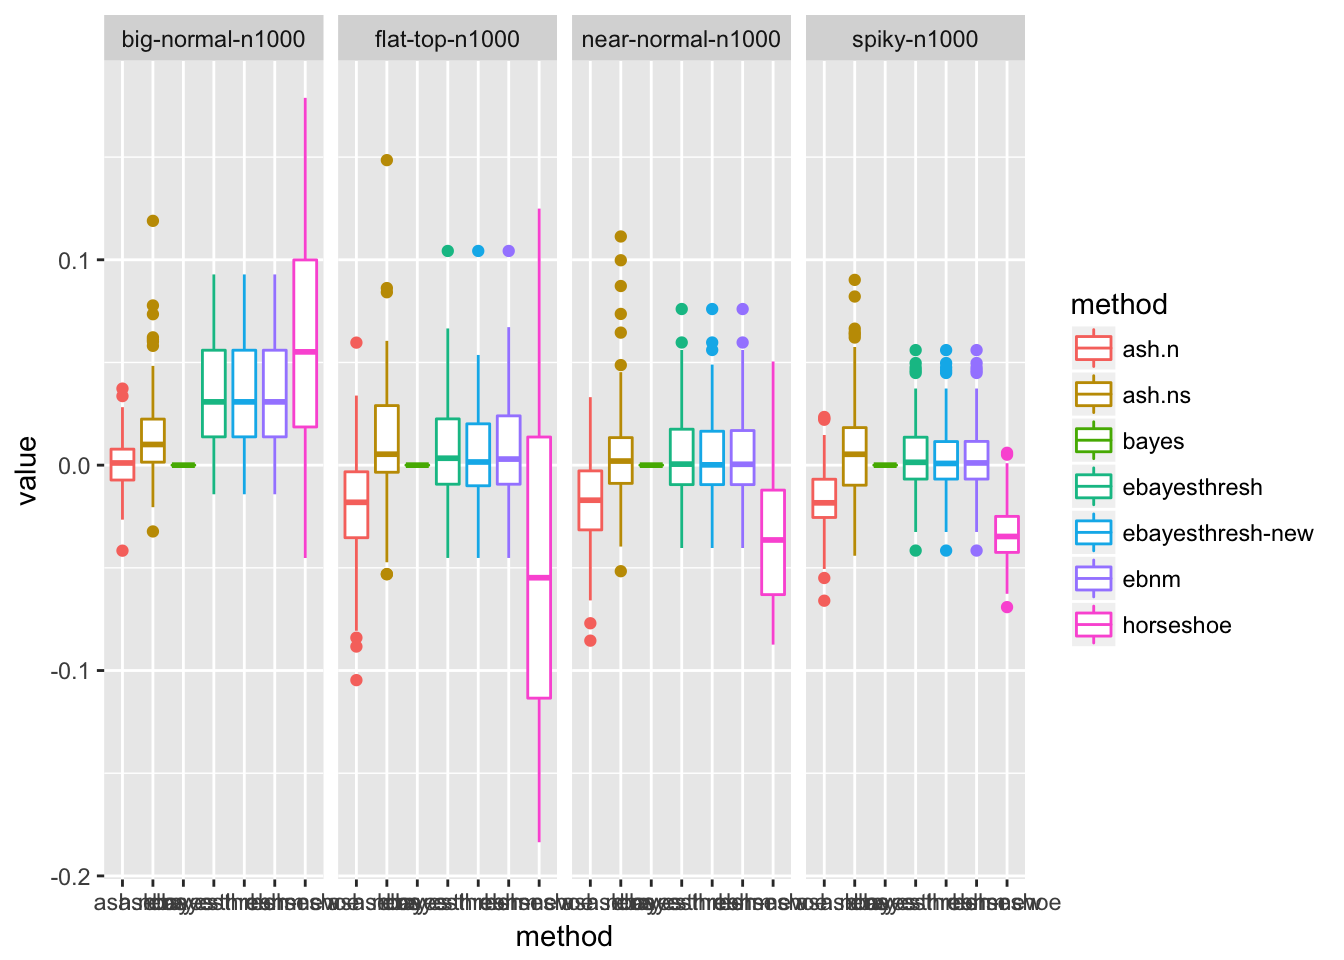 big-normal-n1000
flat-top-n1000
near-normal-n1000
spiky-n1000
value
0.1
0.0
-0.1
-0.2
method
method
ash.n
ash.ns
bayes
ebayesthresh
ebayesthresh-new
ebnm
horseshoe